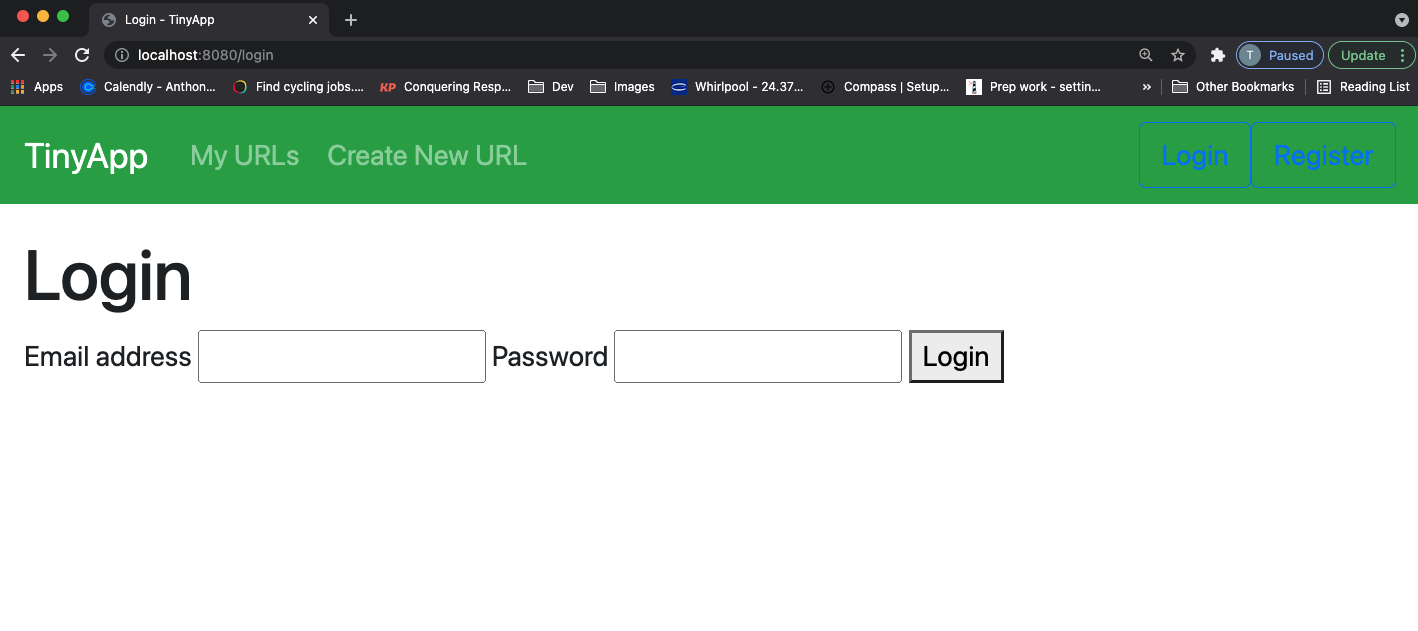 Login - TinyApp
localhost:8080/login T Paused Update
Apps Calendly - Anthon... Find cycling jobs.... KP Conquering Resp... Dev Images Whirlpool - 24.37... Compass | Setup... Prep work - settin... » Other Bookmarks Reading List
TinyApp My URLs Create New URL Login Register
Login
Email address Password Login